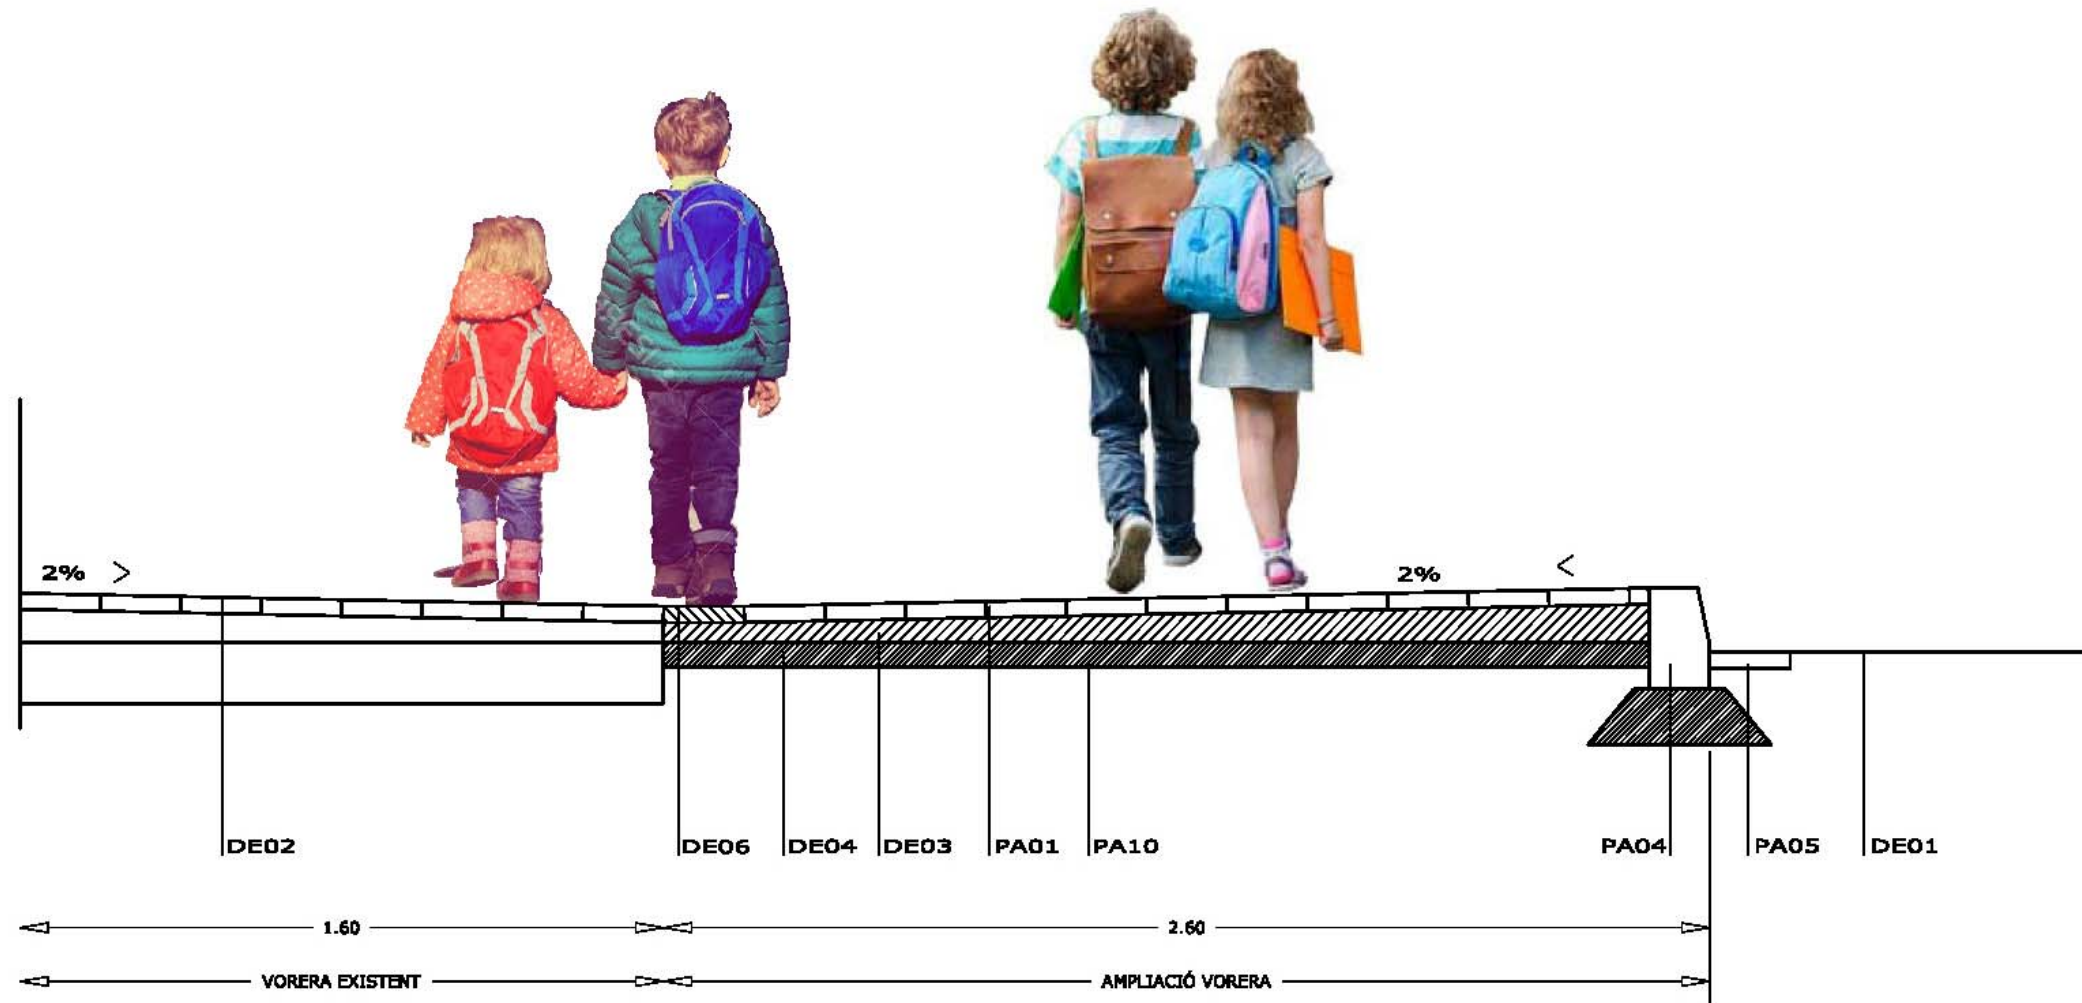 2% >
2% <
DE02
DE06
DE04
DE03
PA01
PA10
PA04
PA05
DE01
1.60
2.60
VORERA EXISTENT
AMPLIACIÓ VORERA